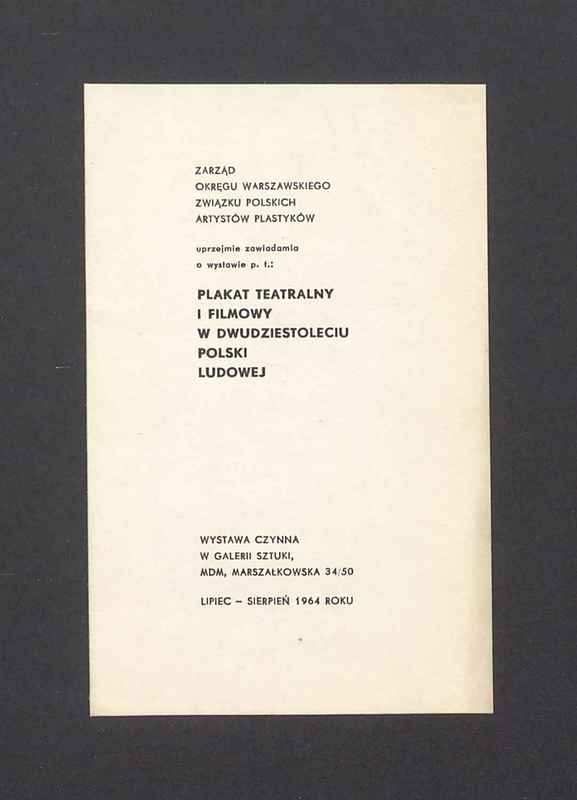 ZARZĄD
OKRĘGU WARSZAWSKIEGO
ZWIĄZKU POLSKICH
ARTYSTÓW PLASTYKÓW
uprzejmie zawiadamia
o wystawie p. t.:
PLAKAT TEATRALNY
I FILMOWY
W DWUDZIESTOLECIU
POLSKI
LUDOWEJ
WYSTAWA CZYNNA
W GALERII SZTUKI,
MDM, MARSZAŁKOWSKA 34/50
LIPIEC – SIERPIEŃ 1964 ROKU